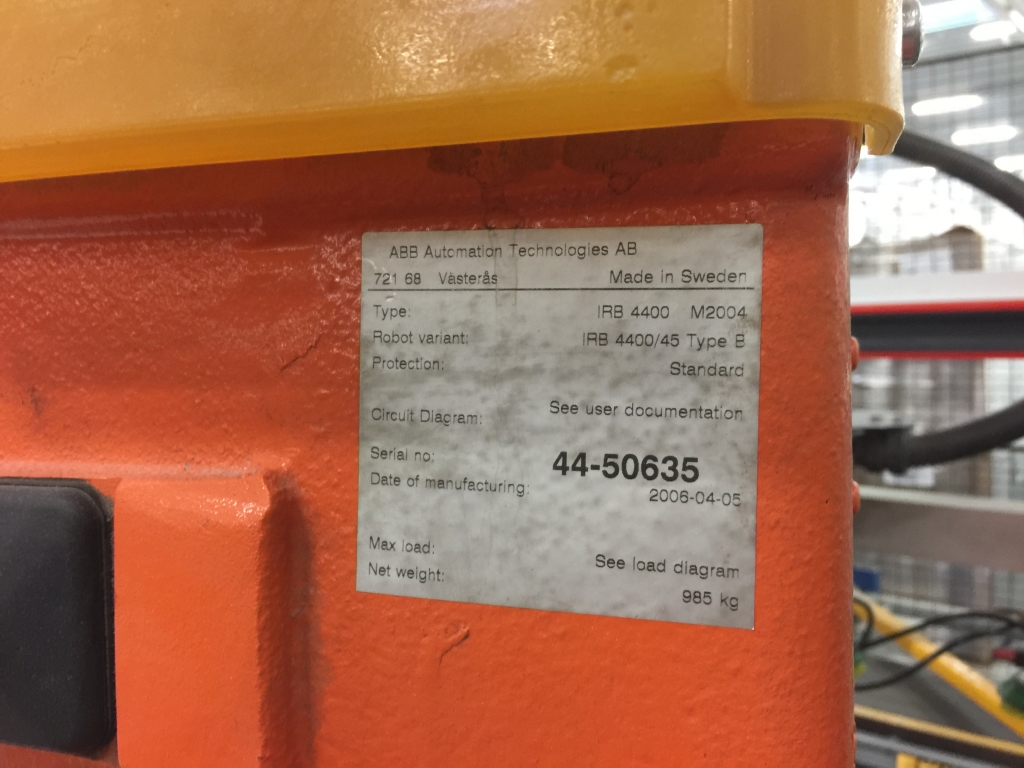 ABB Automation Technologies AB
721 68 Västerås Made in Sweden
Type: IRB 4400 M2004
Robot variant: IRB 4400/45 Type B
Protection: Standard
Circuit Diagram: See user documentation
Serial no: 44-50635
Date of manufacturing: 2006-04-05
Max load: See load diagram
Net weight: 985 kg